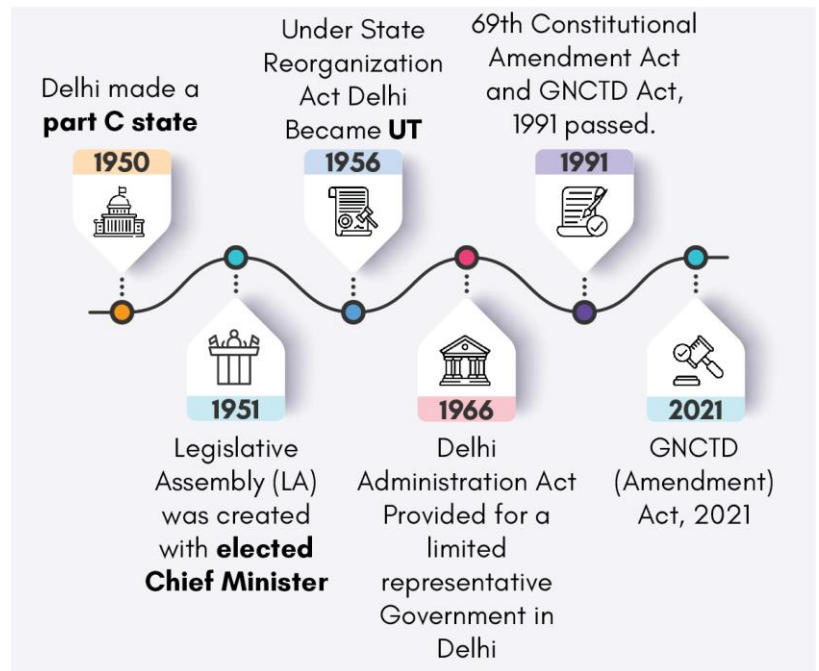 Delhi made a
part C state
1950
1951
Legislative
Assembly (LA)
was created
with elected
Chief Minister
Under State
Reorganization
Act Delhi
Became UT
1956
1966
Delhi
Administration Act
Provided for a
limited
representative
Government in
Delhi
69th Constitutional
Amendment Act
and GNCTD Act,
1991 passed.
1991
2021
GNCTD
(Amendment)
Act, 2021